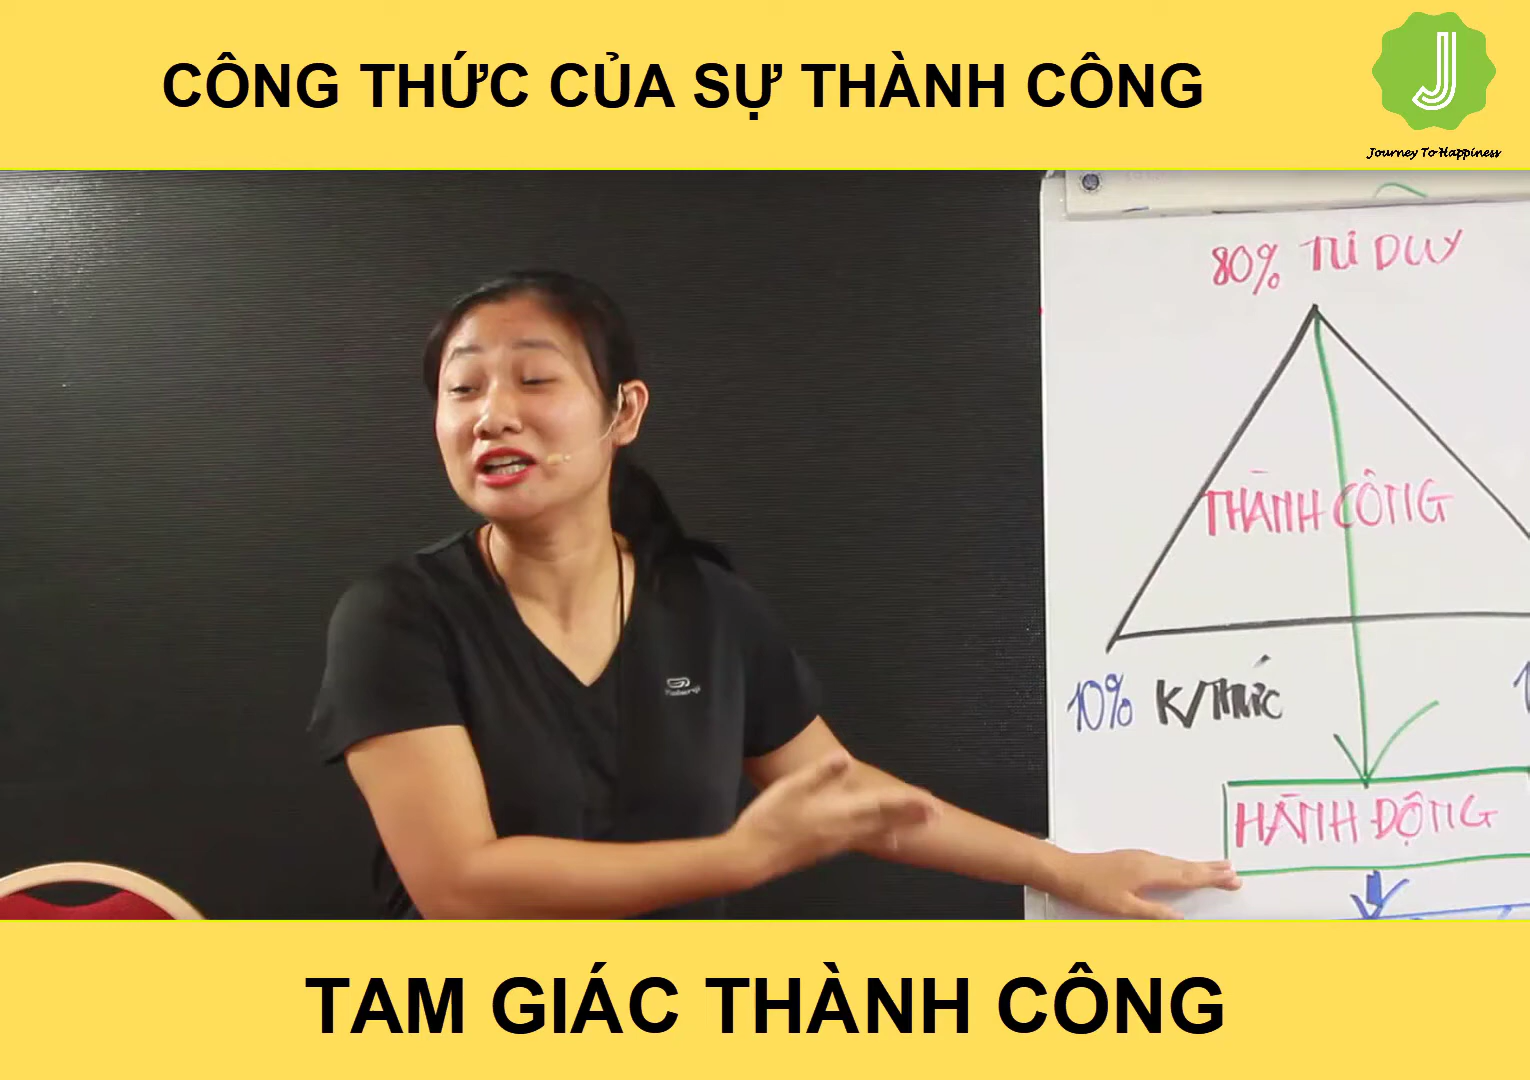 CÔNG THỨC CỦA SỰ THÀNH CÔNG
Journey To Happiness
80% TƯ DUY
THÀNH CÔNG
10% K/THỨC
HÀNH ĐỘNG
TAM GIÁC THÀNH CÔNG